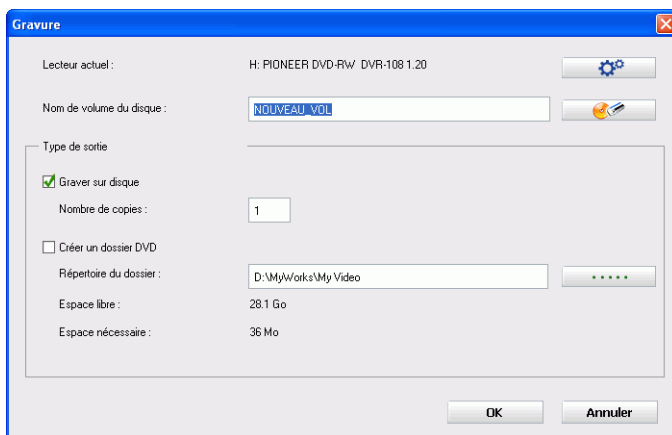 Gravure
Lecteur actuel : H: PIONEER DVD-RW DVR-108 1.20
Nom de volume du disque : NOUVEAU_VOL
Type de sortie
Graver sur disque
Nombre de copies : 1
Créer un dossier DVD
Répertoire du dossier : D:\MyWorks\My Video
Espace libre : 28.1 Go
Espace nécessaire : 36 Mo
OK Annuler